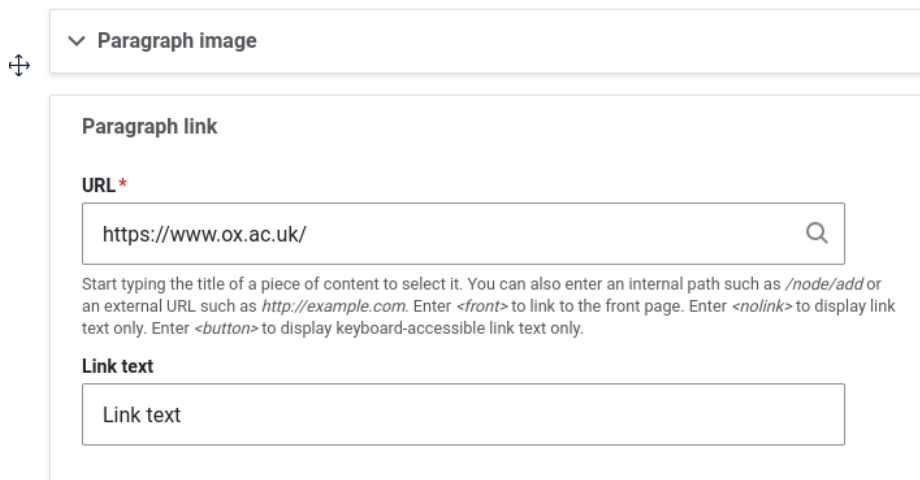 Paragraph image
Paragraph link
URL*
https://www.ox.ac.uk/
Start typing the title of a piece of content to select it. You can also enter an internal path such as /node/add or
an external URL such as http://example.com. Enter <front> to link to the front page. Enter <nolink> to display link
text only. Enter <button> to display keyboard-accessible link text only.
Link text
Link text